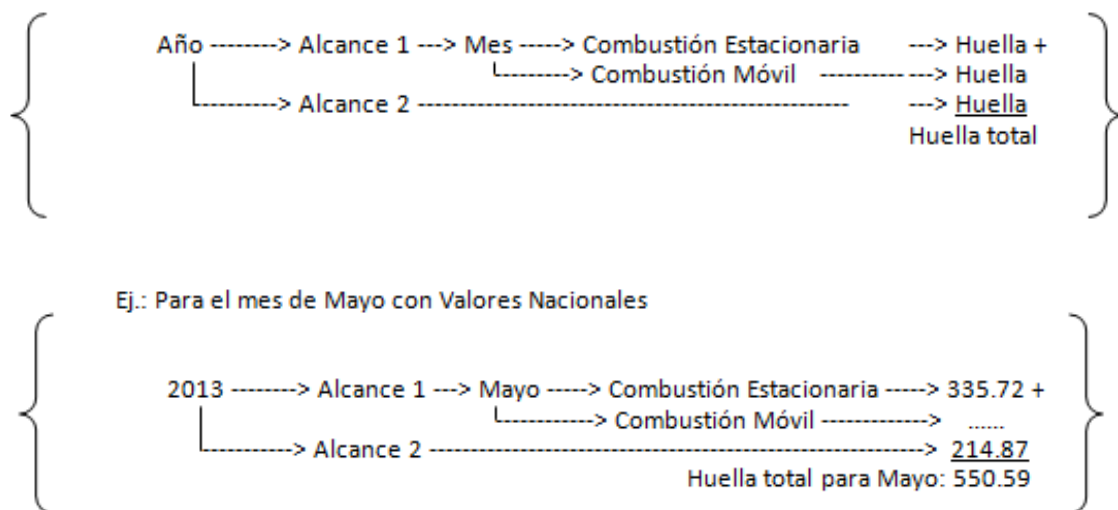 Año --------> Alcance 1 ---> Mes -----> Combustión Estacionaria ---> Huella +
--------> Combustión Móvil ---------- ---> Huella
---------> Alcance 2 ------------------------------------------------ ---> Huella
Huella total
Ej.: Para el mes de Mayo con Valores Nacionales
2013 --------> Alcance 1 ---> Mayo -----> Combustión Estacionaria -----> 335.72 +
-----------> Combustión Móvil -------------> ......
-----------> Alcance 2 -------------------------------------------------------> 214.87
Huella total para Mayo: 550.59